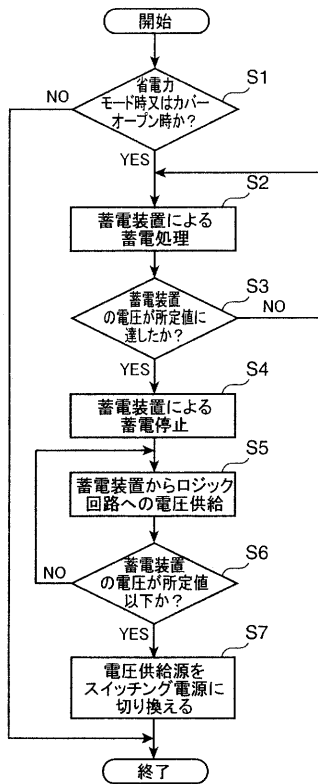 開始
S1
省電力
モード時又はカバー
オープン時か?
NO
YES
S2
蓄電装置による
蓄電処理
S3
蓄電装置
の電圧が所定値に
達したか?
NO
YES
S4
蓄電装置による
蓄電停止
S5
蓄電装置からロジック
回路への電圧供給
S6
蓄電装置
の電圧が所定値
以下か?
NO
YES
S7
電圧供給源を
スイッチング電源に
切り換える
終了